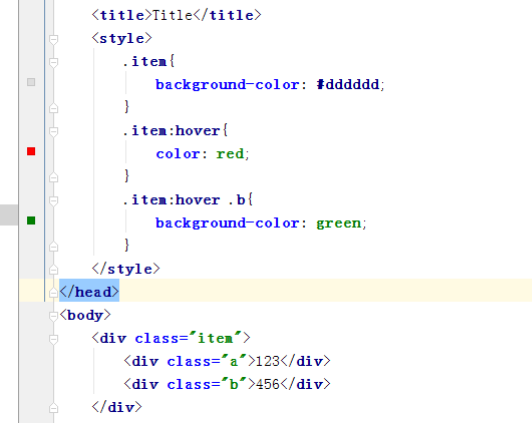 <title>Title</title>
<style>
.item{
background-color: #dddddd;
}
.item:hover{
color: red;
}
.item:hover .b{
background-color: green;
}
</style>
</head>
<body>
<div class="item">
<div class="a">123</div>
<div class="b">456</div>
</div>